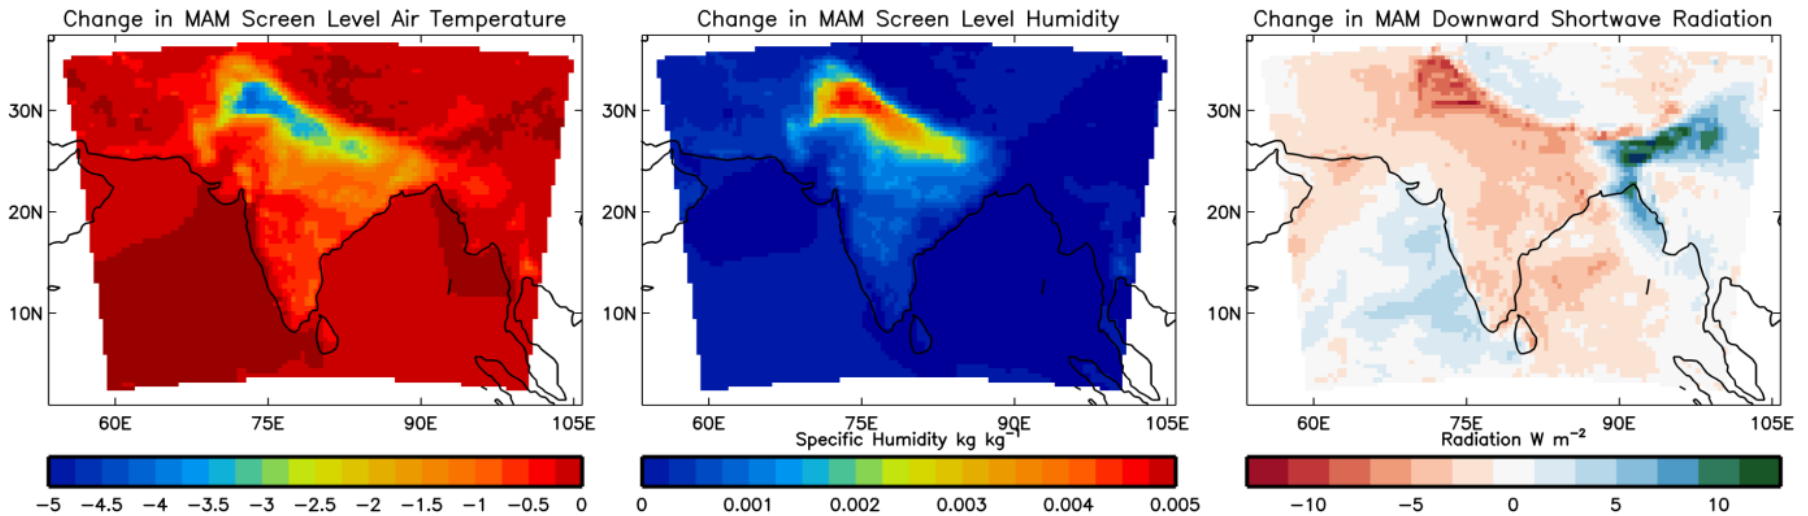 Change in MAM Screen Level Air Temperature
30N
20N
10N
60E 75E 90E 105E
-5 -4.5 -4 -3.5 -3 -2.5 -2 -1.5 -1 -0.5 0
Change in MAM Screen Level Humidity
30N
20N
10N
60E 75E 90E 105E
Specific Humidity kg kg⁻¹
0 0.001 0.002 0.003 0.004 0.005
Change in MAM Downward Shortwave Radiation
30N
20N
10N
60E 75E 90E 105E
Radiation W m⁻²
-10 -5 0 5 10